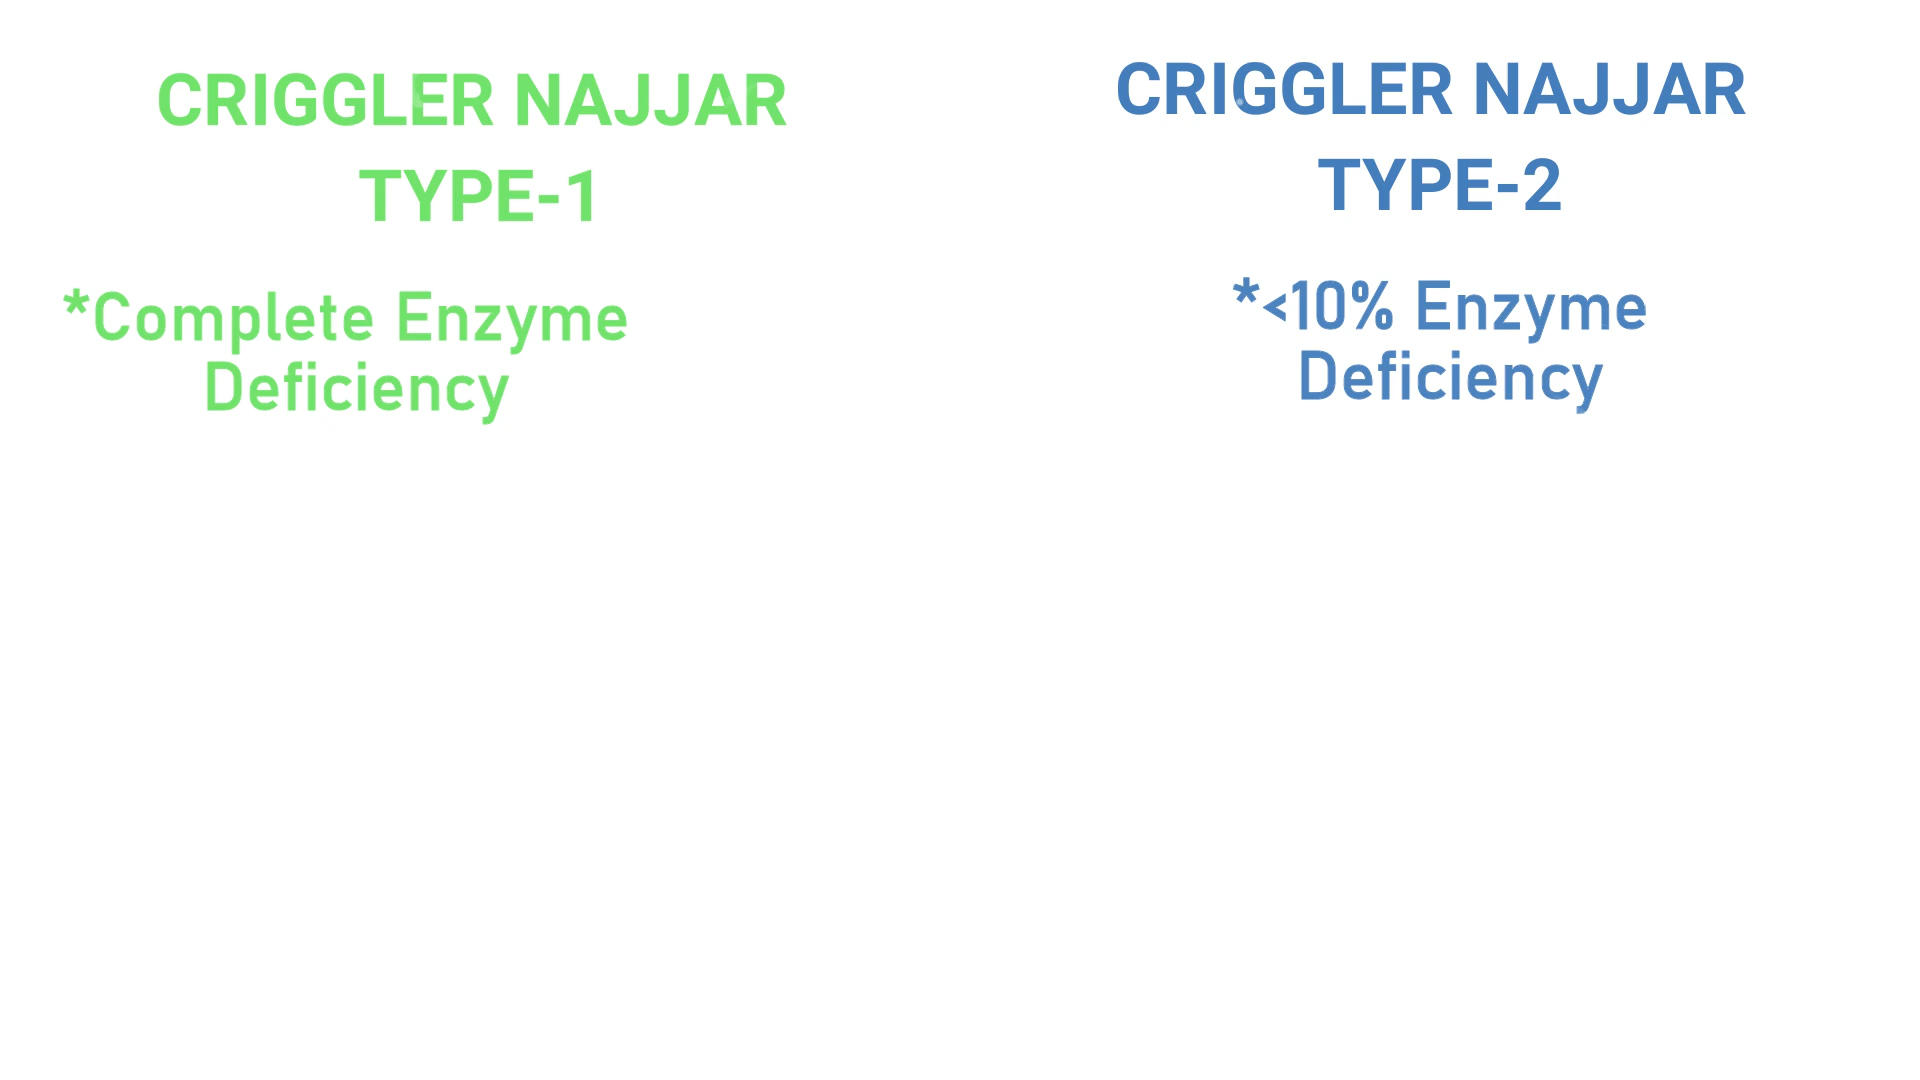 CRIGGLER NAJJAR
TYPE-1
*Complete Enzyme
Deficiency
CRIGGLER NAJJAR
TYPE-2
*<10% Enzyme
Deficiency